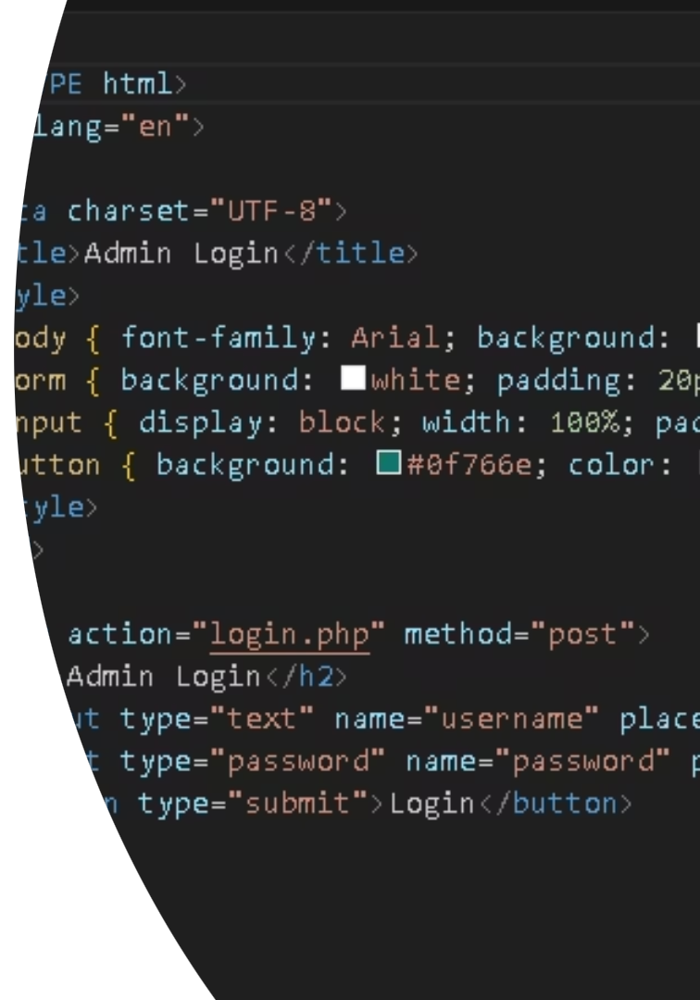 PE html>
lang="en">
ta charset="UTF-8">
tle>Admin Login</title>
yle>
ody { font-family: Arial; background:
orm { background: white; padding: 20p
nput { display: block; width: 100%; pad
utton { background: #0f766e; color:
tyle>
>
action="login.php" method="post">
Admin Login</h2>
ut type="text" name="username" place
t type="password" name="password" p
n type="submit">Login</button>